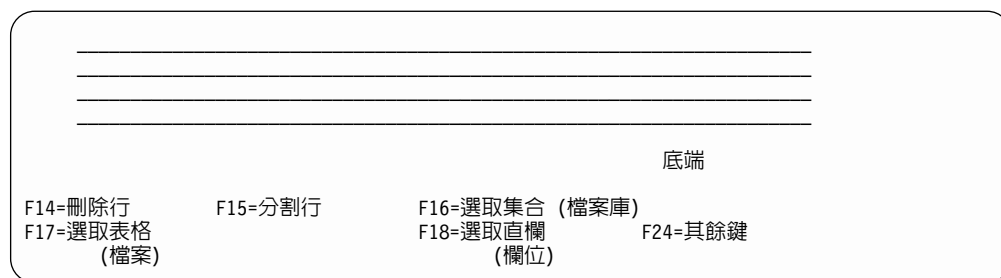 底端
F14=刪除行 F15=分割行 F16=選取集合 (檔案庫)
F17=選取表格 F18=選取直欄 F24=其餘鍵
(檔案) (欄位)